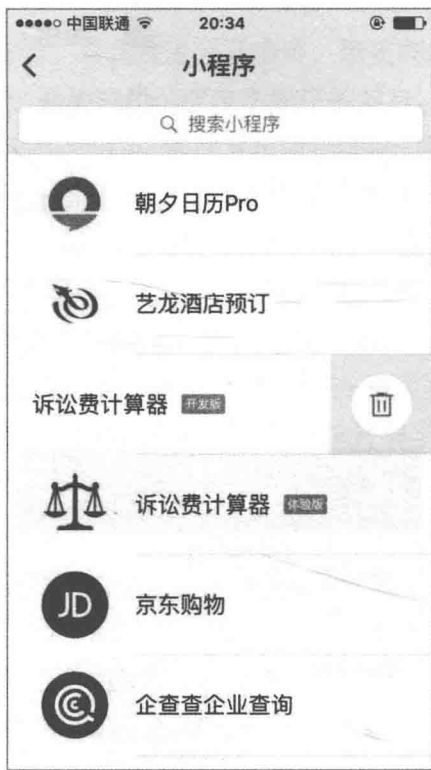 中国联通 20:34
小程序
搜索小程序
朝夕日历Pro
艺龙酒店预订
诉讼费计算器 开发版
诉讼费计算器 体验版
JD 京东购物
企查查企业查询